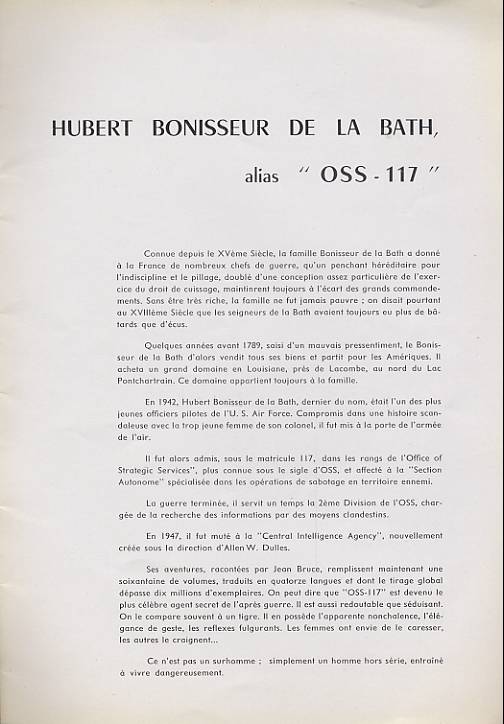 HUBERT BONISSEUR DE LA BATH,
alias “ OSS - 117 ”
Connue depuis le XVème Siècle, la famille Bonisseur de la Bath a donné
à la France de nombreux chefs de guerre, qu'un penchant héréditaire pour
l'indiscipline et le pillage, doublé d'une conception assez particulière de l'exer-
cice du droit de cuissage, maintinrent toujours à l'écart des grands commande-
ments. Sans être très riche, la famille ne fut jamais pauvre ; on disait pourtant
au XVIIIème Siècle que les seigneurs de la Bath avaient toujours eu plus de bâ-
tards que d'écus.
Quelques années avant 1789, saisi d'un mauvais pressentiment, le Bonis-
seur de la Bath d'alors vendit tous ses biens et partit pour les Amériques. Il
acheta un grand domaine en Louisiane, près de Lacombe, au nord du Lac
Pontchartrain. Ce domaine appartient toujours à la famille.
En 1942, Hubert Bonisseur de la Bath, dernier du nom, était l'un des plus
jeunes officiers pilotes de l'U. S. Air Force. Compromis dans une histoire scan-
daleuse avec la trop jeune femme de son colonel, il fut mis à la porte de l'armée
de l'air.
Il fut alors admis, sous le matricule 117, dans les rangs de l'Office of
Strategic Services", plus connue sous le sigle d'OSS, et affecté à la "Section
Autonome" spécialisée dans les opérations de sabotage en territoire ennemi.
La guerre terminée, il servit un temps la 2ème Division de l'OSS, char-
gée de la recherche des informations par des moyens clandestins.
En 1947, il fut muté à la "Central Intelligence Agency", nouvellement
créée sous la direction d'Allen W. Dulles.
Ses aventures, racontées par Jean Bruce, remplissent maintenant une
soixantaine de volumes, traduits en quatorze langues et dont le tirage global
dépasse dix millions d'exemplaires. On peut dire que "OSS-117" est devenu le
plus célèbre agent secret de l'après guerre. Il est aussi redoutable que séduisant.
On le compare souvent à un tigre. Il en possède l'apparente nonchalence, l'élé-
gance de geste, les reflexes fulgurants. Les femmes ont envie de le caresser,
les autres le craignent...
Ce n'est pas un surhomme ; simplement un homme hors série, entraîné
à vivre dangereusement.